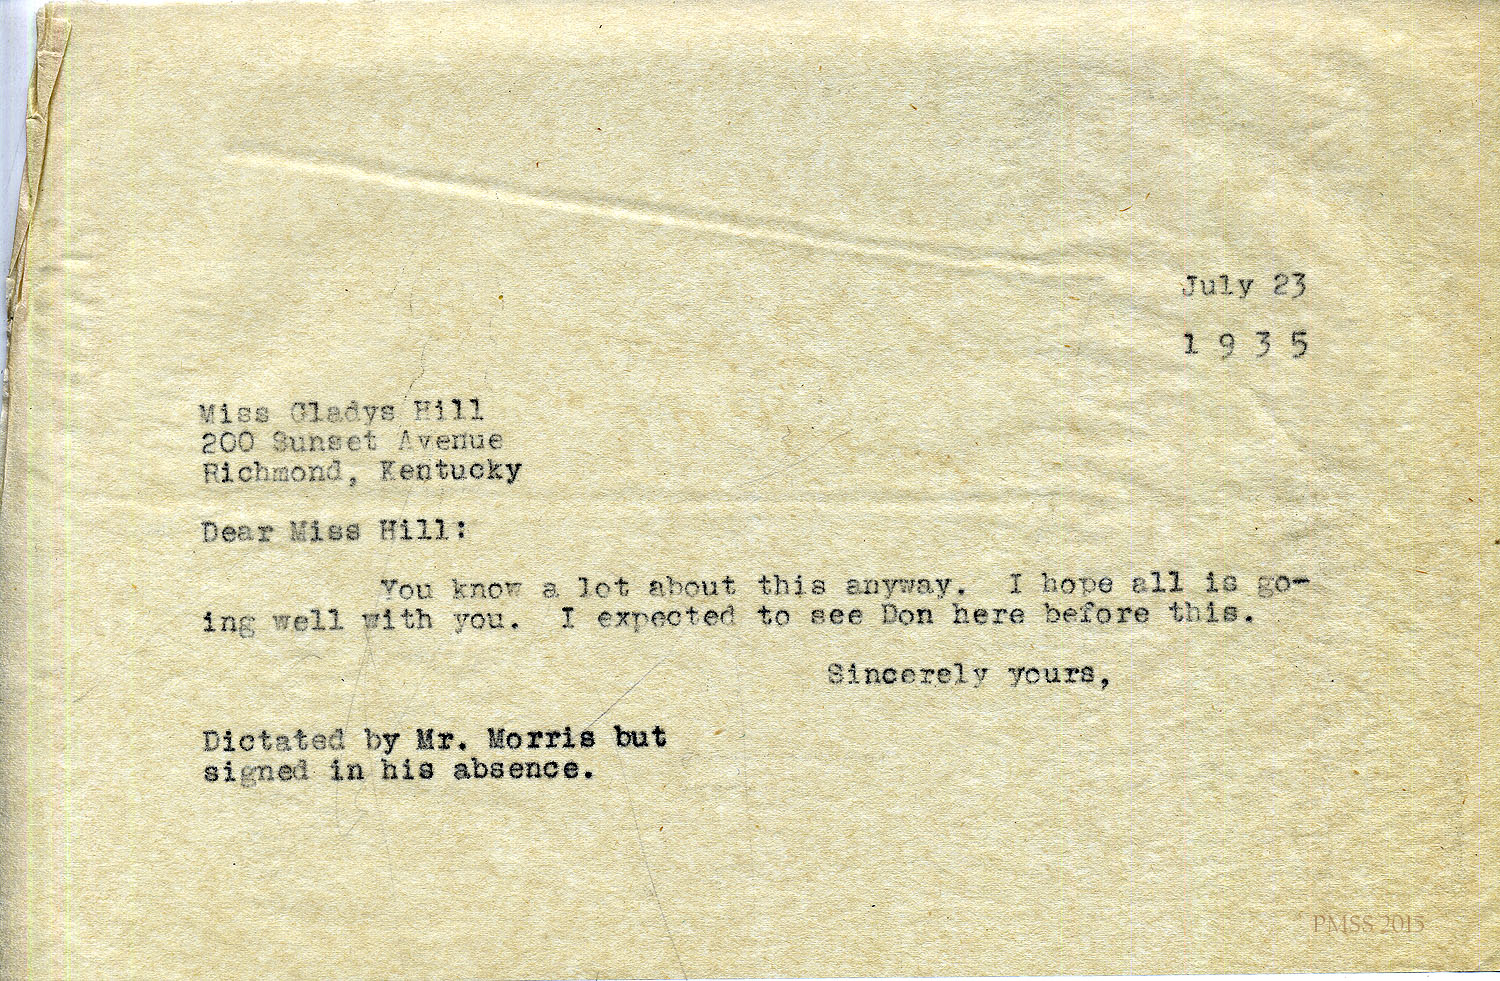 July 23
1 9 3 5
Miss Gladys Hill
200 Sunset Avenue
Richmond, Kentucky
Dear Miss Hill:
You know a lot about this anyway. I hope all is go-
ing well with you. I expected to see Don here before this.
Sincerely yours,
Dictated by Mr. Morris but
signed in his absence.
PMSS 2015